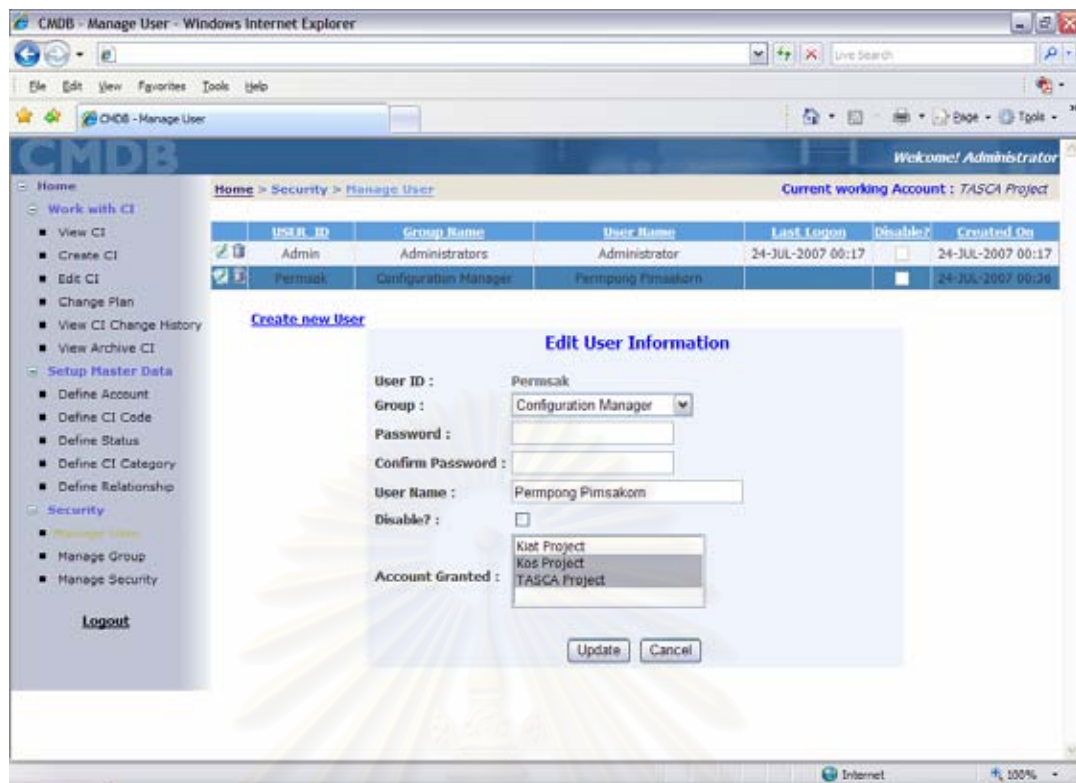 CMDB - Manage User - Windows Internet Explorer
Live Search
File Edit View Favorites Tools Help
CMDB - Manage User
Page Tools
CMDB
Welcome! Administrator
Home
Home > Security > Manage User
Current working Account : TASCA Project
Work with CI
View CI
Create CI
Edit CI
Change Plan
View CI Change History
View Archive CI
Setup Master Data
Define Account
Define CI Code
Define Status
Define CI Category
Define Relationship
Security
Manage User
Manage Group
Manage Security
Logout
USER_ID Group Name User Name Last Logon Disable? Created On
Admin Administrators Administrator 24-JUL-2007 00:17 24-JUL-2007 00:17
Permsak Configuration Manager Permpong Pimsakorn 24-JUL-2007 00:36
Create new User
Edit User Information
User ID : Permsak
Group : Configuration Manager
Password :
Confirm Password :
User Name : Permpong Pimsakorn
Disable? :
Account Granted :
Kiat Project
Kos Project
TASCA Project
Update Cancel
Internet 100%